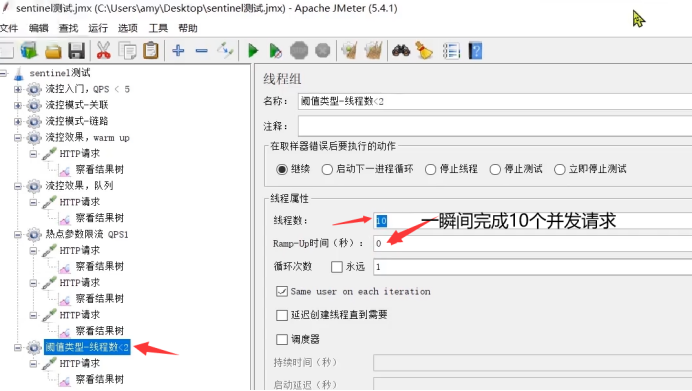 sentinel测试.jmx (C:\Users\amy\Desktop\sentinel测试.jmx) - Apache JMeter (5.4.1)
文件 编辑 查找 运行 选项 工具 帮助
sentinel测试
流控入门，QPS < 5
流控模式-关联
流控模式-链路
流控效果，warm up
HTTP请求
察看结果树
流控效果，队列
HTTP请求
察看结果树
热点参数限流 QPS1
HTTP请求
察看结果树
HTTP请求
察看结果树
HTTP请求
察看结果树
阈值类型-线程数<2
HTTP请求
察看结果树
线程组
名称： 阈值类型-线程数<2
注释：
在取样器错误后要执行的动作
继续 启动下一进程循环 停止线程 停止测试 立即停止测试
线程属性
线程数： 10 一瞬间完成10个并发请求
Ramp-Up时间（秒）： 0
循环次数 永远 1
Same user on each iteration
延迟创建线程直到需要
调度器
持续时间（秒）
启动延迟（秒）